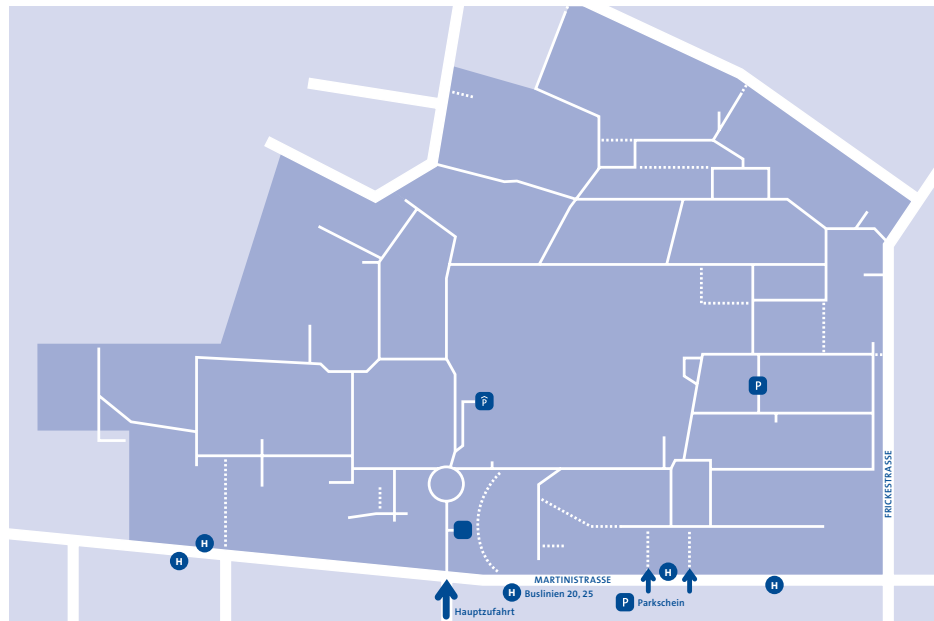 P
P
FRICKESTRASSE
H
H
H
MARTINISTRASSE
H
H Buslinien 20, 25
P Parkschein
Hauptzufahrt